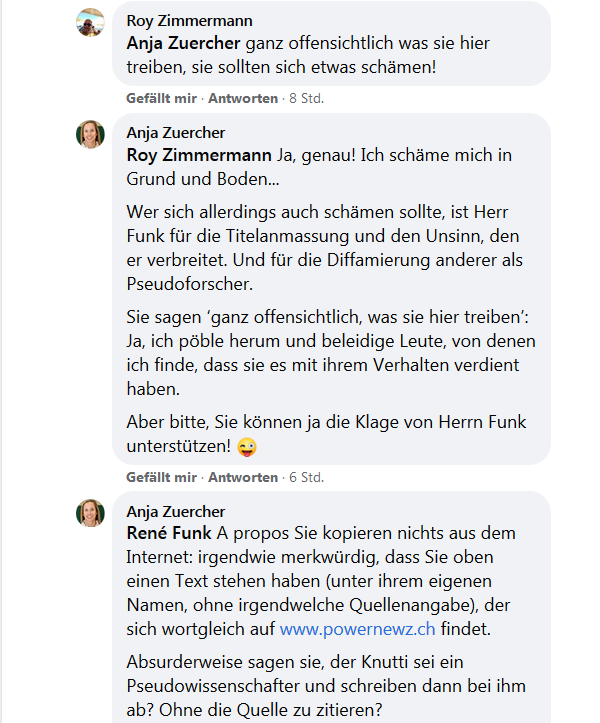 Roy Zimmermann
Anja Zuercher ganz offensichtlich was sie hier
treiben, sie sollten sich etwas schämen!
Gefällt mir · Antworten · 8 Std.
Anja Zuercher
Roy Zimmermann Ja, genau! Ich schäme mich in
Grund und Boden...
Wer sich allerdings auch schämen sollte, ist Herr
Funk für die Titelanmassung und den Unsinn, den
er verbreitet. Und für die Diffamierung anderer als
Pseudoforscher.
Sie sagen ‘ganz offensichtlich, was sie hier treiben’:
Ja, ich pöble herum und beleidige Leute, von denen
ich finde, dass sie es mit ihrem Verhalten verdient
haben.
Aber bitte, Sie können ja die Klage von Herrn Funk
unterstützen! 😜
Gefällt mir · Antworten · 6 Std.
Anja Zuercher
René Funk A propos Sie kopieren nichts aus dem
Internet: irgendwie merkwürdig, dass Sie oben
einen Text stehen haben (unter ihrem eigenen
Namen, ohne irgendwelche Quellenangabe), der
sich wortgleich auf www.powernewz.ch findet.
Absurderweise sagen sie, der Knutti sei ein
Pseudowissenschafter und schreiben dann bei ihm
ab? Ohne die Quelle zu zitieren?